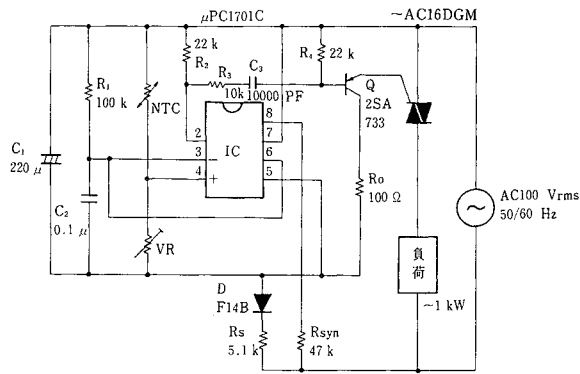 μPC1701C
~AC16DGM
22 k
R₂
R₄
22 k
R₃
C₃
10k
10000 PF
R₁
100 k
NTC
Q
2SA
733
IC
2
3
4
8
7
6
5
−
+
C₁
220 μ
C₂
0.1 μ
VR
Ro
100 Ω
AC100 Vrms
50/60 Hz
負荷
~1 kW
D
F14B
Rs
5.1 k
Rsyn
47 k